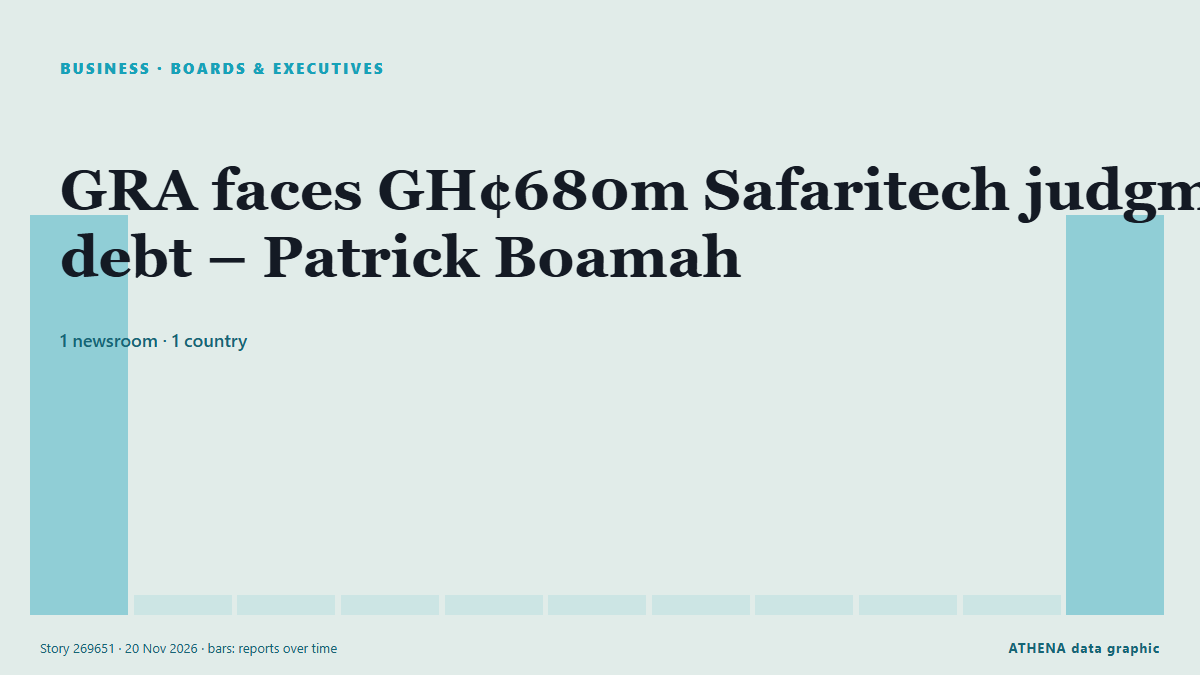 BUSINESS · BOARDS & EXECUTIVES
GRA faces GH¢680m Safaritech judgm
debt – Patrick Boamah
1 newsroom · 1 country
Story 269651 · 20 Nov 2026 · bars: reports over time
ATHENA data graphic